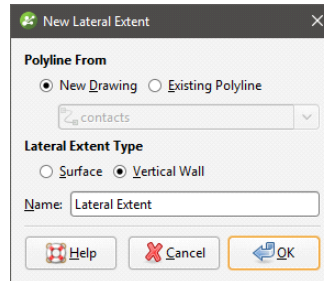 New Lateral Extent
Polyline From
New Drawing Existing Polyline
contacts
Lateral Extent Type
Surface Vertical Wall
Name: Lateral Extent
Help Cancel OK